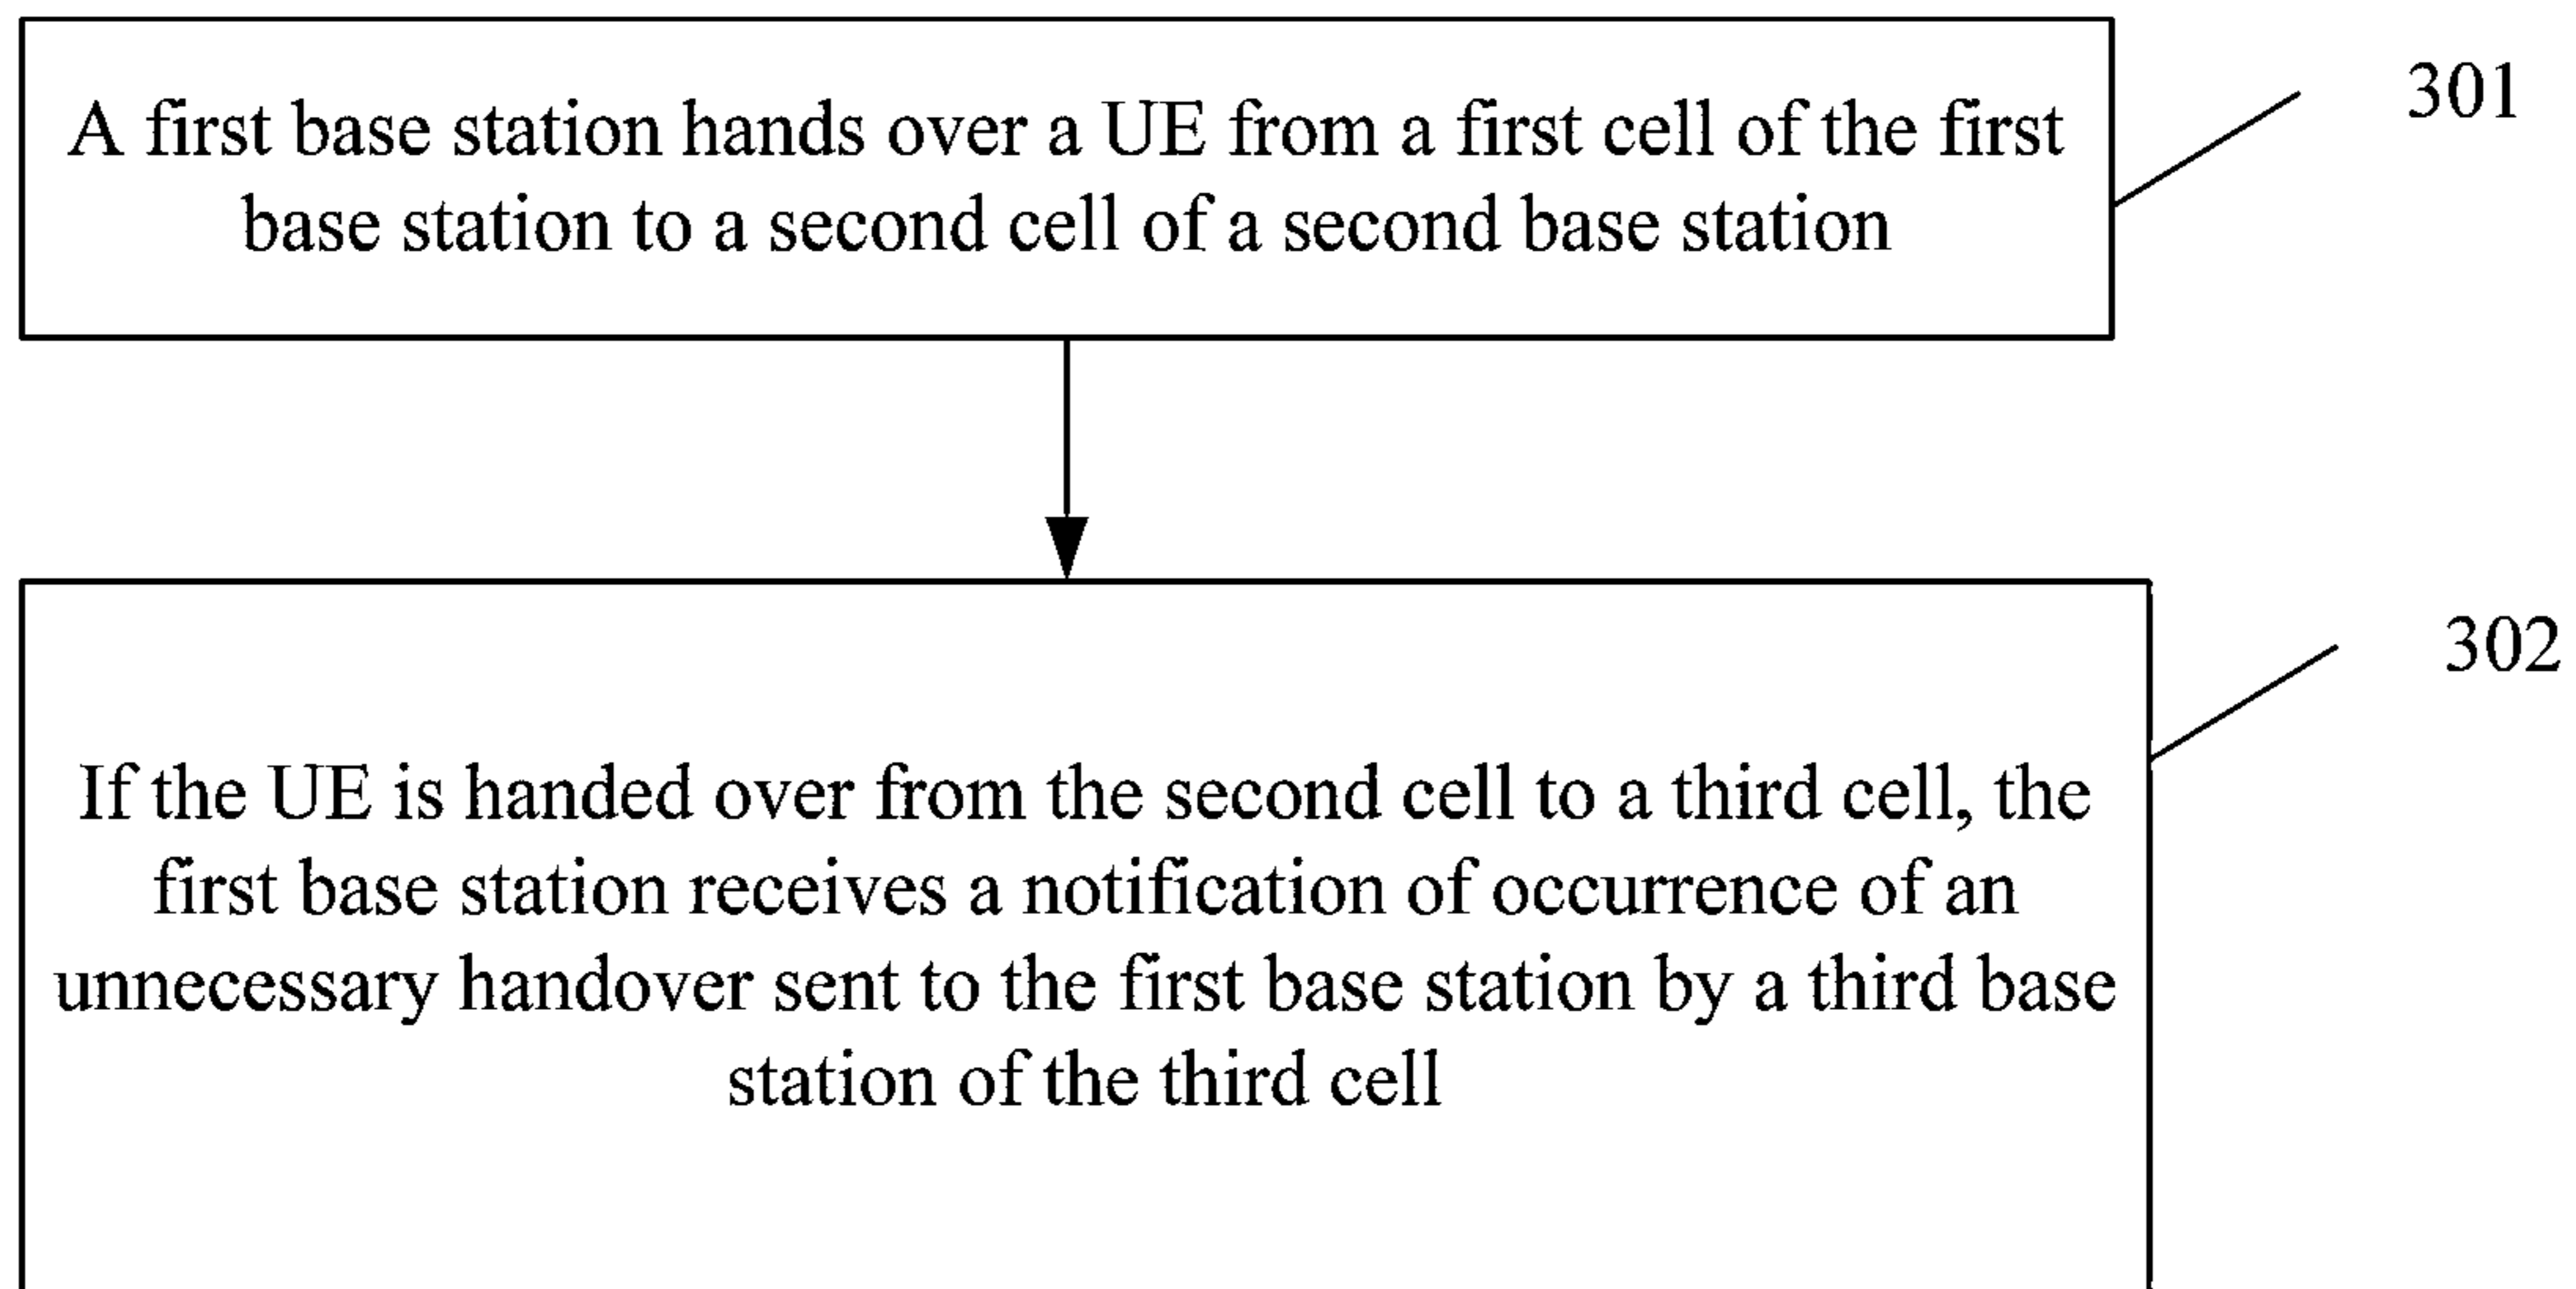 A first base station hands over a UE from a first cell of the first
base station to a second cell of a second base station
301
302
If the UE is handed over from the second cell to a third cell, the
first base station receives a notification of occurrence of an
unnecessary handover sent to the first base station by a third base
station of the third cell